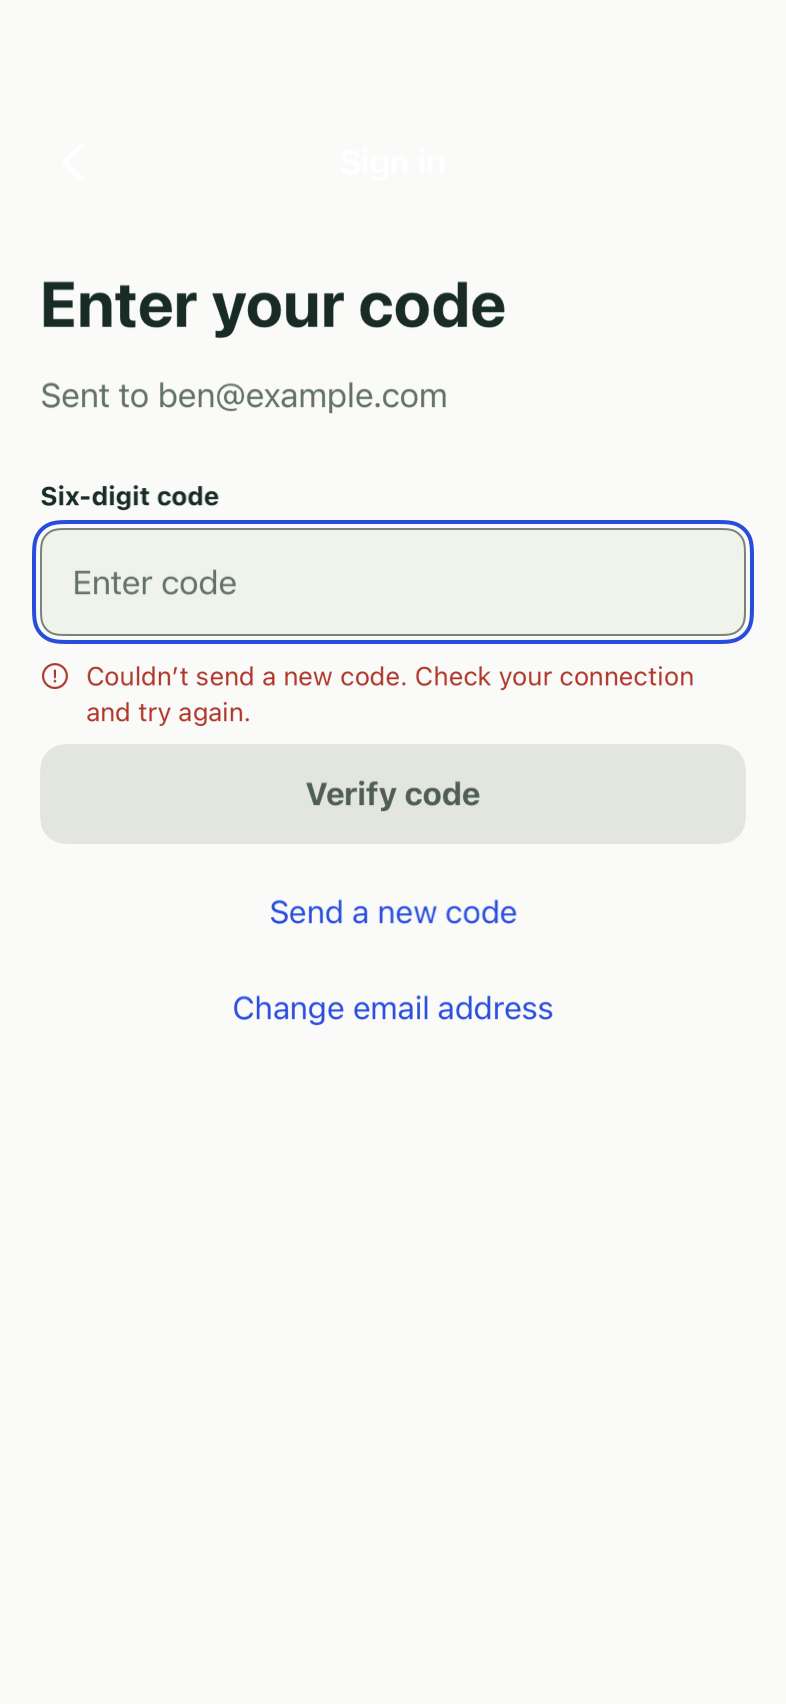 Sign in
Enter your code
Sent to ben@example.com
Six-digit code
Enter code
Couldn’t send a new code. Check your connection
and try again.
Verify code
Send a new code
Change email address